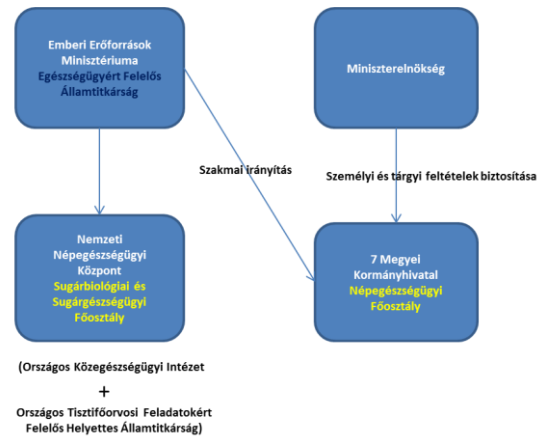 Emberi Erőforrások
Minisztériuma
Egészségügyért Felelős
Államtitkárság
Miniszterelnökség
Szakmai irányítás
Személyi és tárgyi feltételek biztosítása
Nemzeti
Népegészségügyi
Központ
Sugárbiológiai és
Sugárgészségügyi
Főosztály
7 Megyei
Kormányhivatal
Népegészségügyi
Főosztály
(Országos Közegészségügyi Intézet
+
Országos Tisztifőorvosi Feladatokért
Felelős Helyettes Államtitkárság)